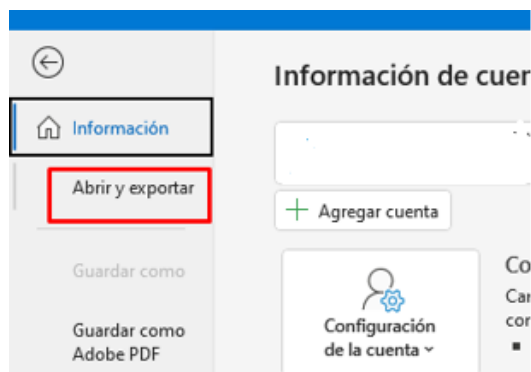 Información de cuer
Información
Abrir y exportar
Agregar cuenta
Guardar como
Guardar como
Adobe PDF
Configuración
de la cuenta
Co
Car
cor